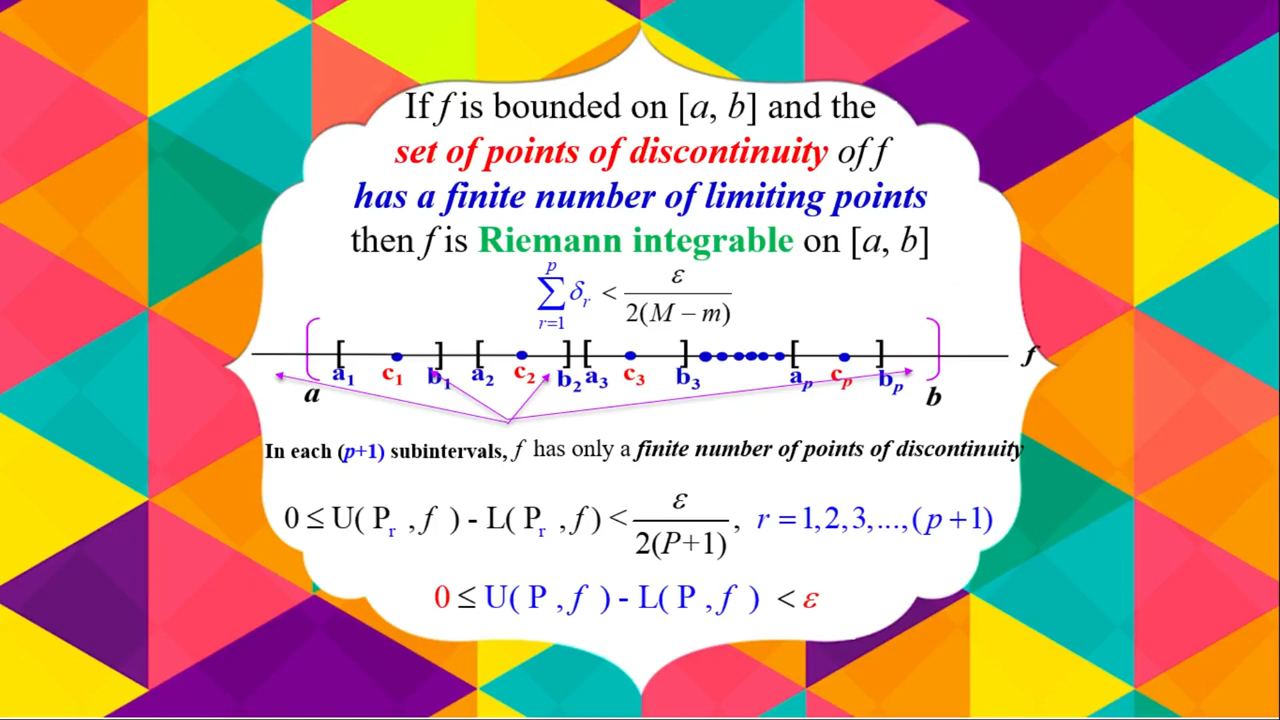 If f is bounded on [a, b] and the
set of points of discontinuity of f
has a finite number of limiting points
then f is Riemann integrable on [a, b]
∑_{r=1}^{p} δ_r < ε / 2(M – m)
[ [ ] [ ] [ ] [ ] ] f
a₁ c₁ b₁ a₂ c₂ b₂ a₃ c₃ b₃ a_p c_p b_p
a b
In each (p+1) subintervals, f has only a finite number of points of discontinuity
0 ≤ U( P_r , f ) - L( P_r , f ) < ε / 2(P+1) , r = 1,2,3,...,( p +1)
0 ≤ U( P , f ) - L( P , f ) < ε